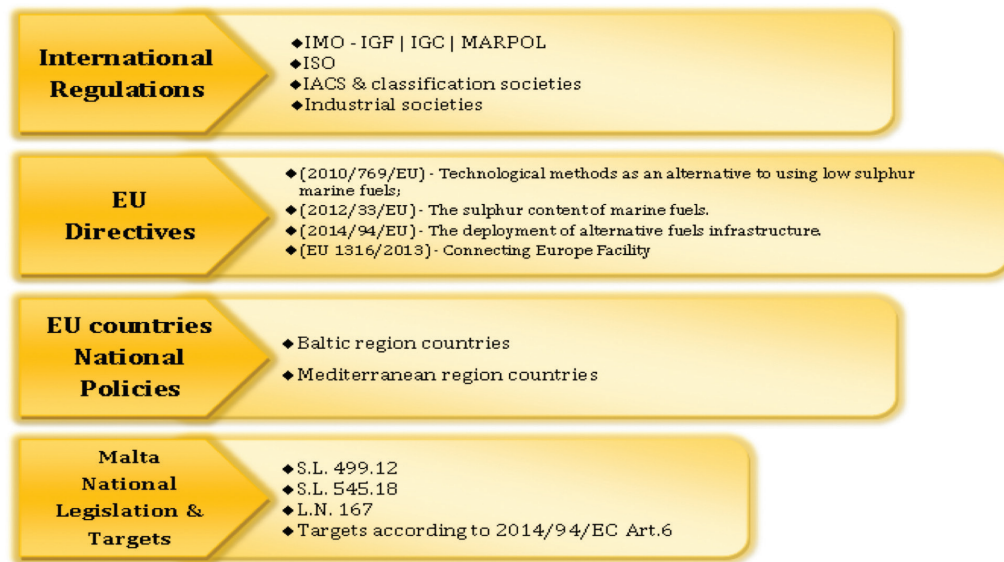 International
Regulations
◆IMO - IGF | IGC | MARPOL
◆ISO
◆IACS & classification societies
◆Industrial societies
EU
Directives
◆(2010/769/EU) - Technological methods as an alternative to using low sulphur
marine fuels;
◆(2012/33/EU) - The sulphur content of marine fuels.
◆(2014/94/EU) - The deployment of alternative fuels infrastructure.
◆(EU 1316/2013) - Connecting Europe Facility
EU countries
National
Policies
◆Baltic region countries
◆Mediterranean region countries
Malta
National
Legislation &
Targets
◆S.L. 499.12
◆S.L. 545.18
◆L.N. 167
◆Targets according to 2014/94/EC Art.6